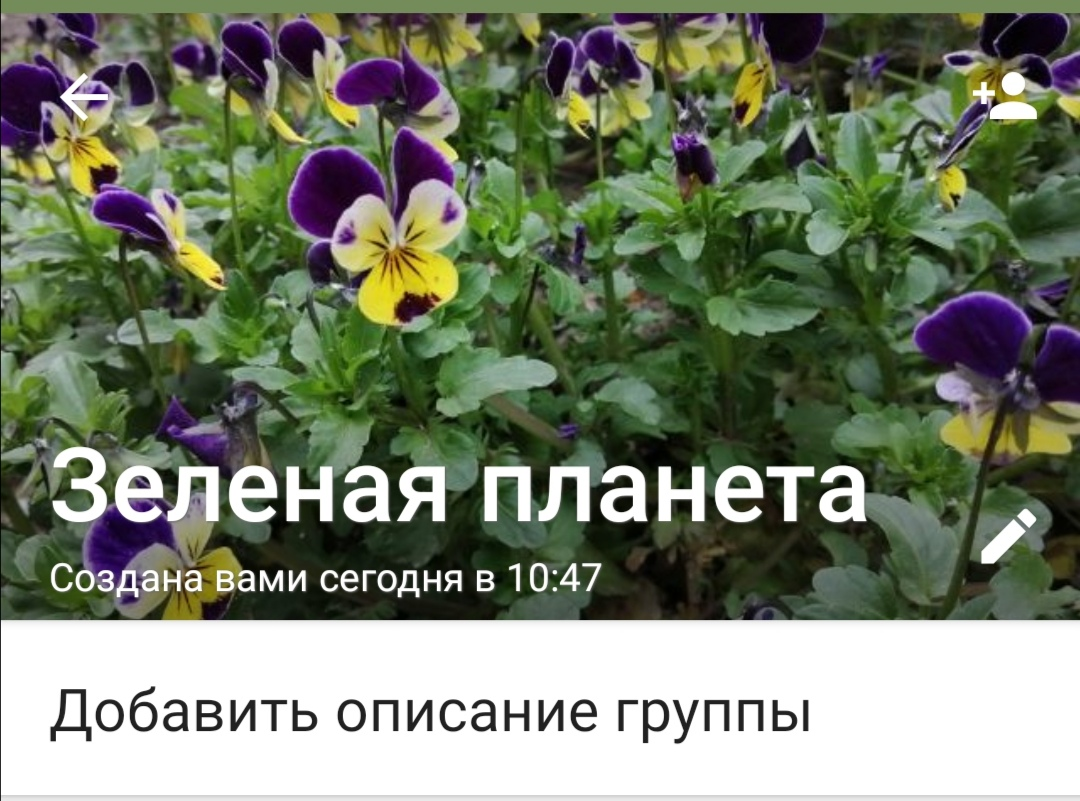 Зеленая планета
Создана вами сегодня в 10:47
Добавить описание группы